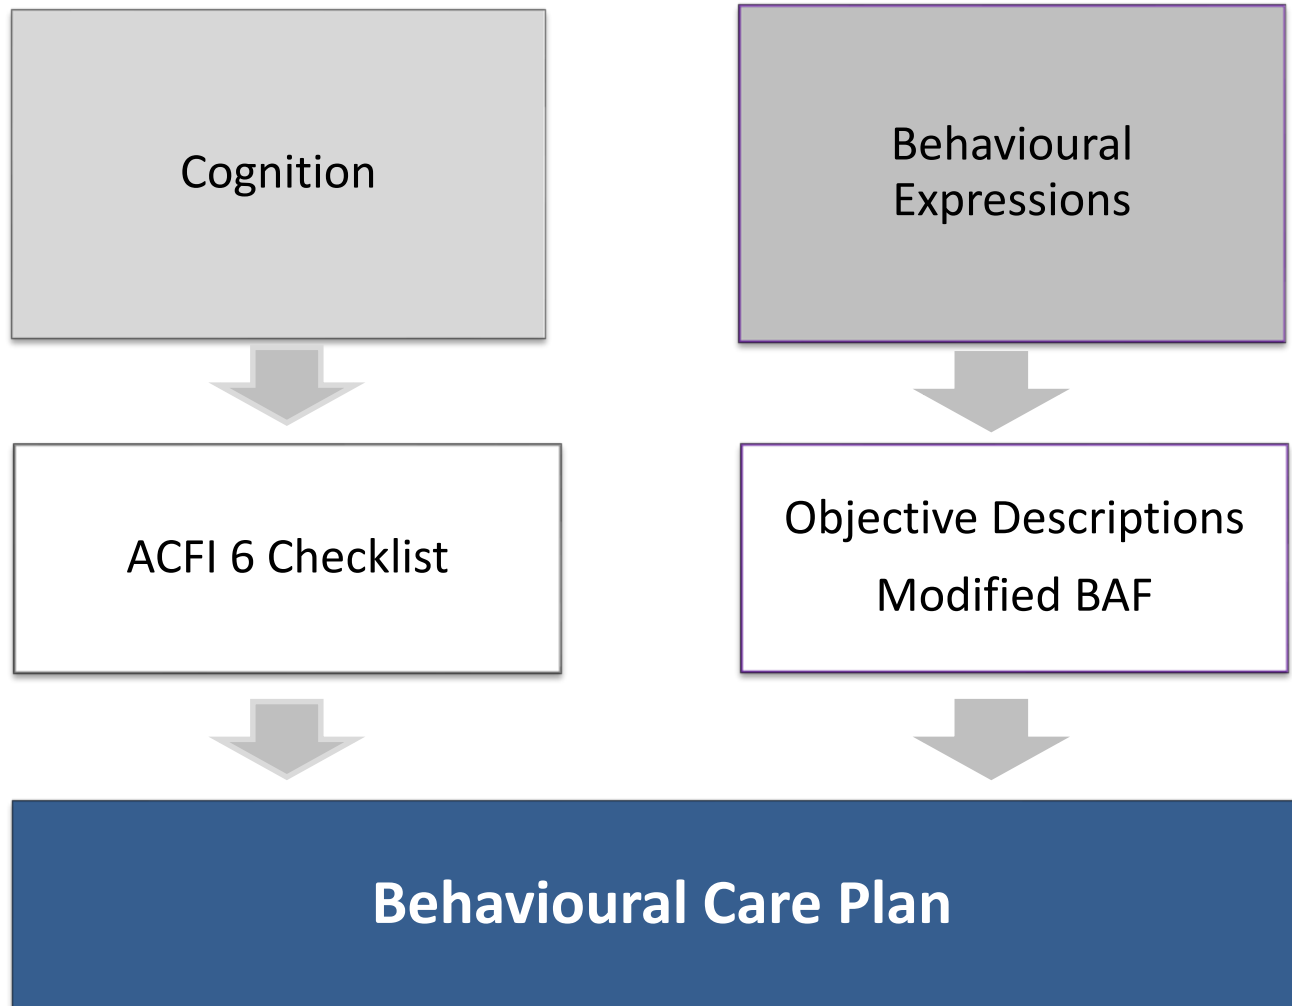 Cognition
Behavioural
Expressions
ACFI 6 Checklist
Objective Descriptions
Modified BAF
Behavioural Care Plan